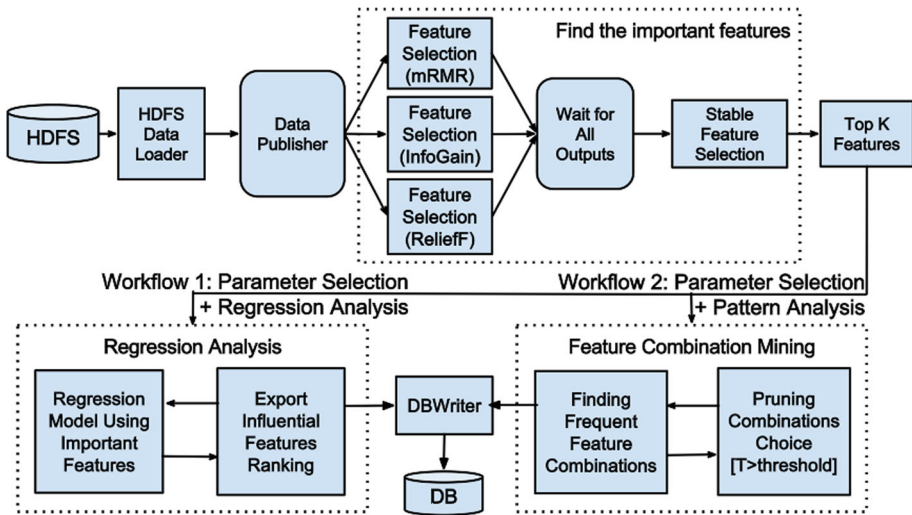 Find the important features
HDFS
HDFS
Data
Loader
Data
Publisher
Feature
Selection
(mRMR)
Feature
Selection
(InfoGain)
Feature
Selection
(ReliefF)
Wait for
All
Outputs
Stable
Feature
Selection
Top K
Features
Workflow 1: Parameter Selection
+ Regression Analysis
Workflow 2: Parameter Selection
+ Pattern Analysis
Regression Analysis
Regression
Model Using
Important
Features
Export
Influential
Features
Ranking
DBWriter
DB
Feature Combination Mining
Finding
Frequent
Feature
Combinations
Pruning
Combinations
Choice
[T>threshold]